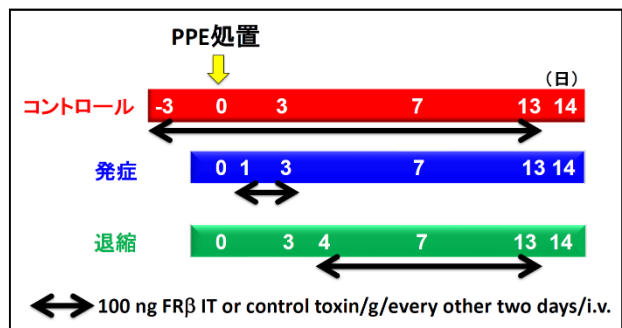 PPE処置
(日)
コントロール -3 0 3 7 13 14
発症 0 1 3 7 13 14
退縮 0 3 4 7 13 14
100 ng FRβ IT or control toxin/g/every other two days/i.v.